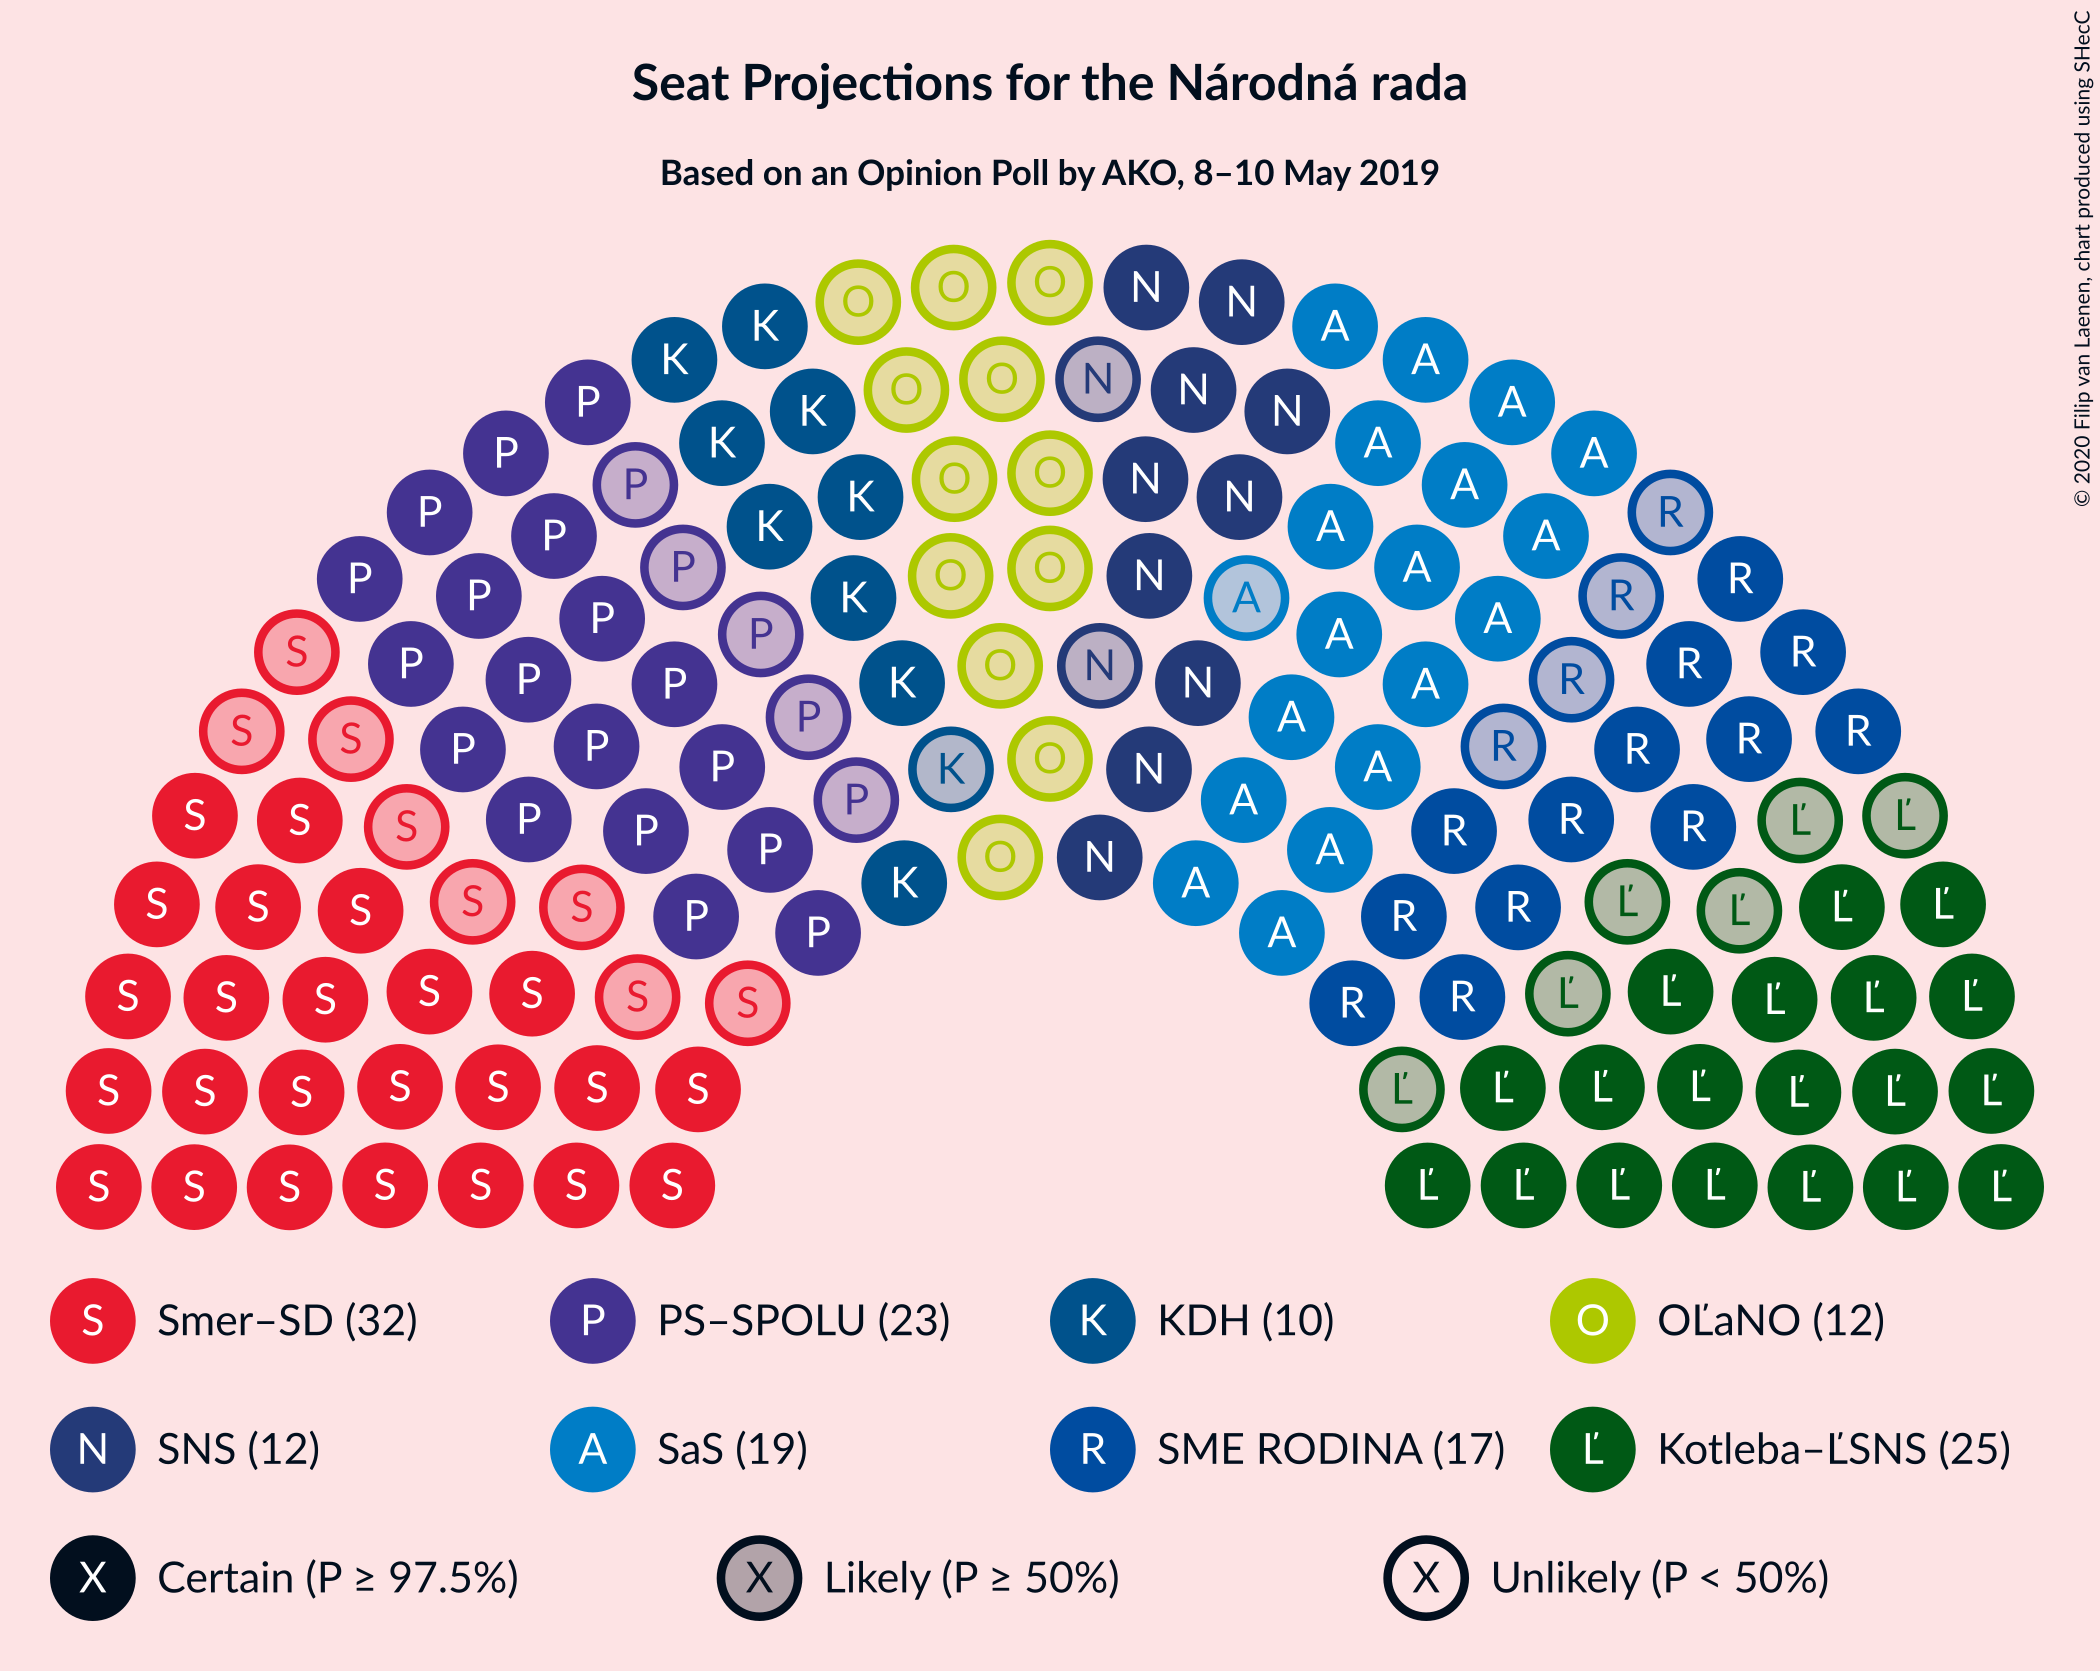 Seat Projections for the Národná rada
Based on an Opinion Poll by AKO, 8–10 May 2019
© 2020 Filip van Laenen, chart produced using SHecC
O O O N N
K K A A
O O N N N
P K K A A
P K O O N N A A
P P K A A R
P P K O O N A A A R
P P P K A A R R
S P P P P K O N N A A R R R
S S P P P P K O N A A R R R R
S S S P P P P K O N A A R R R Ľ Ľ
S S S S S P P K A A R R Ľ Ľ Ľ Ľ
S S S S S S S R R Ľ Ľ Ľ Ľ Ľ
S S S S S S S Ľ Ľ Ľ Ľ Ľ Ľ Ľ
S S S S S S S Ľ Ľ Ľ Ľ Ľ Ľ Ľ
S Smer–SD (32) P PS–SPOLU (23) K KDH (10) O OĽaNO (12)
N SNS (12) A SaS (19) R SME RODINA (17) Ľ Kotleba–ĽSNS (25)
X Certain (P ≥ 97.5%) X Likely (P ≥ 50%) X Unlikely (P < 50%)